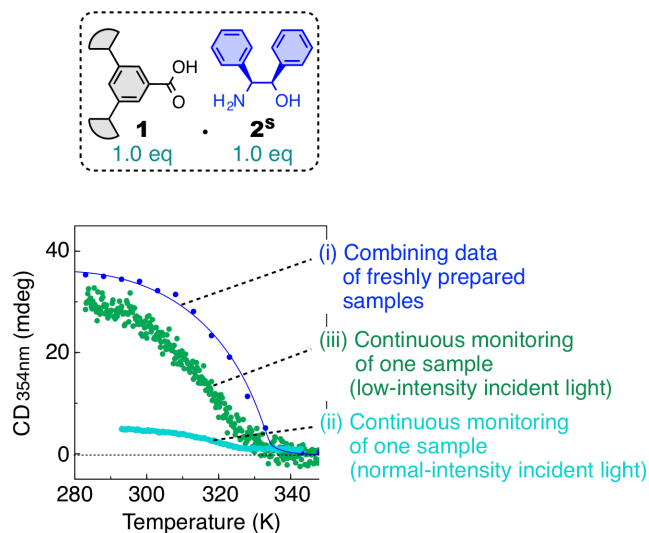 OH
O
H₂N
OH
1 · 2ˢ
1.0 eq 1.0 eq
40
20
0
CD 354nm (mdeg)
280 300 320 340
Temperature (K)
(i) Combining data
of freshly prepared
samples
(iii) Continuous monitoring
of one sample
(low-intensity incident light)
(ii) Continuous monitoring
of one sample
(normal-intensity incident light)